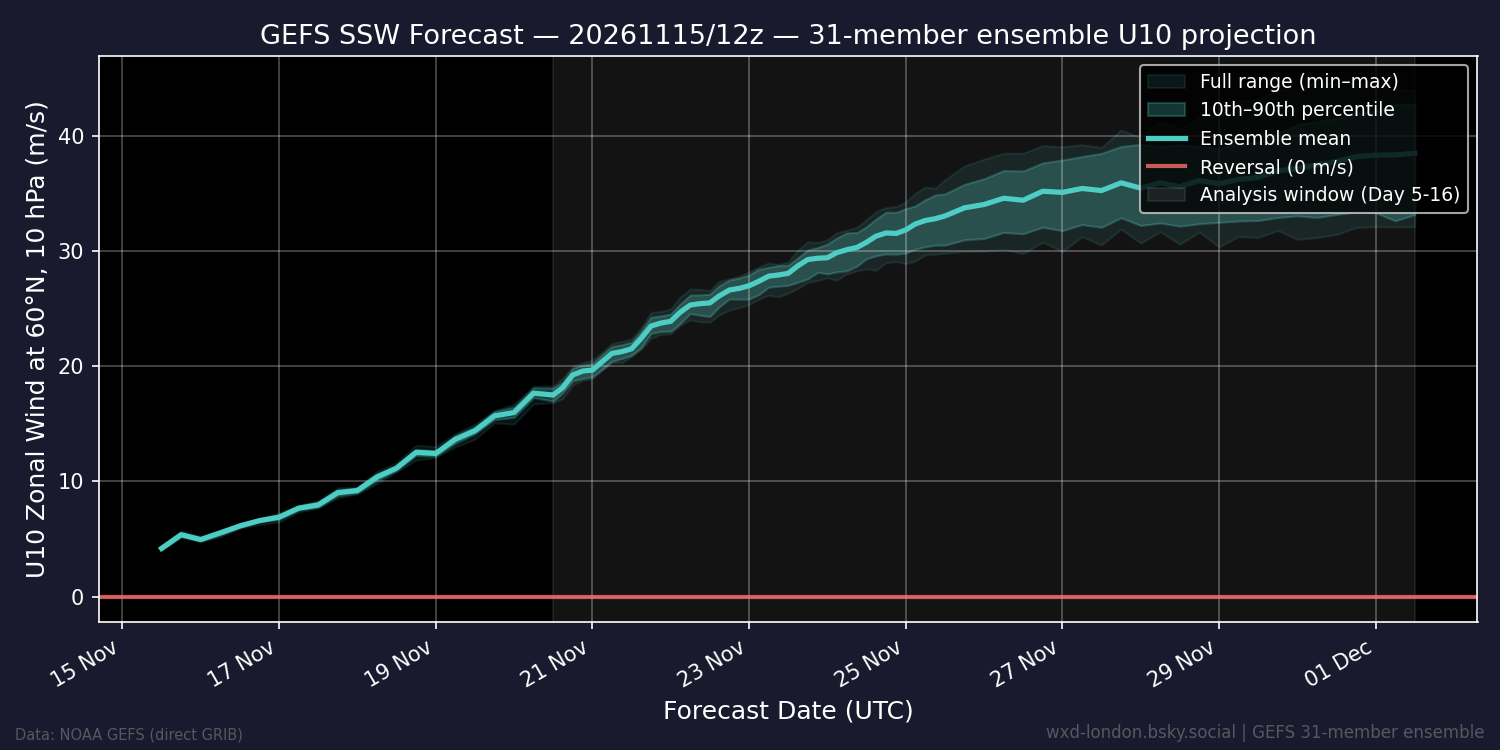 GEFS SSW Forecast — 20261115/12z — 31-member ensemble U10 projection
U10 Zonal Wind at 60°N, 10 hPa (m/s)
40
30
20
10
0
Full range (min–max)
10th–90th percentile
Ensemble mean
Reversal (0 m/s)
Analysis window (Day 5-16)
15 Nov
17 Nov
19 Nov
21 Nov
23 Nov
25 Nov
27 Nov
29 Nov
01 Dec
Forecast Date (UTC)
Data: NOAA GEFS (direct GRIB)
wxd-london.bsky.social | GEFS 31-member ensemble